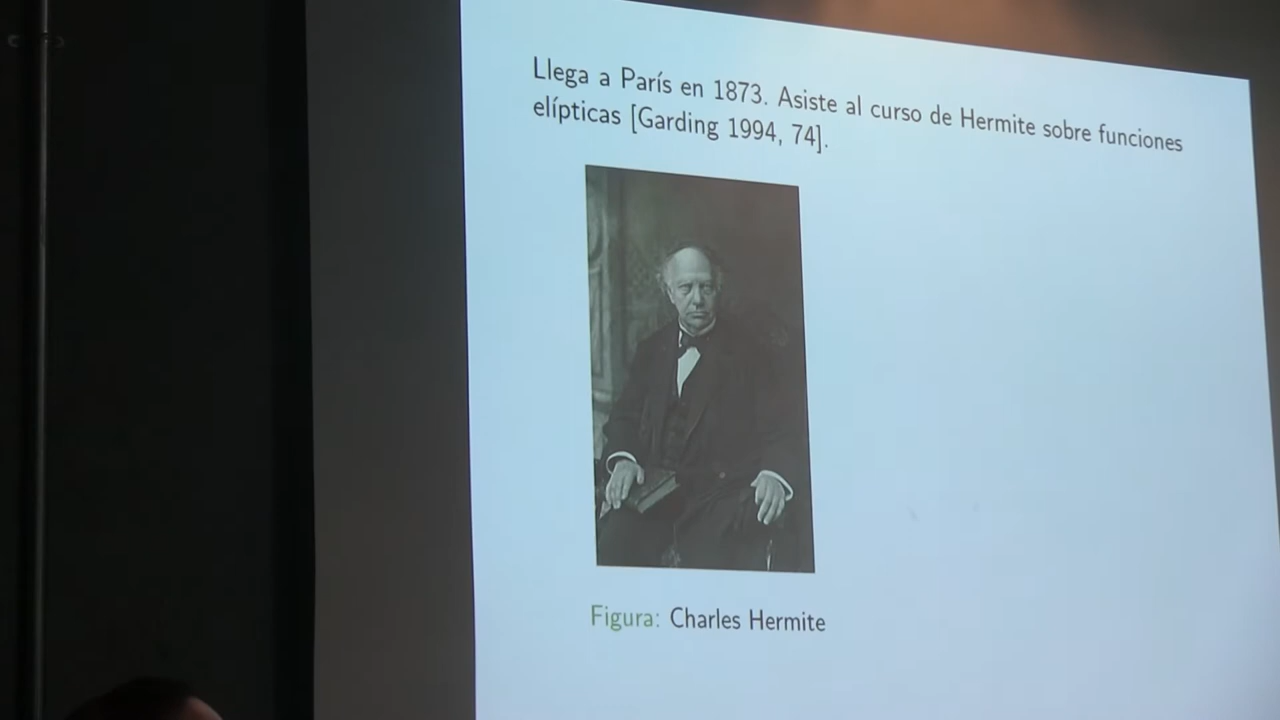 Llega a París en 1873. Asiste al curso de Hermite sobre funciones
elípticas [Garding 1994, 74].
Figura: Charles Hermite